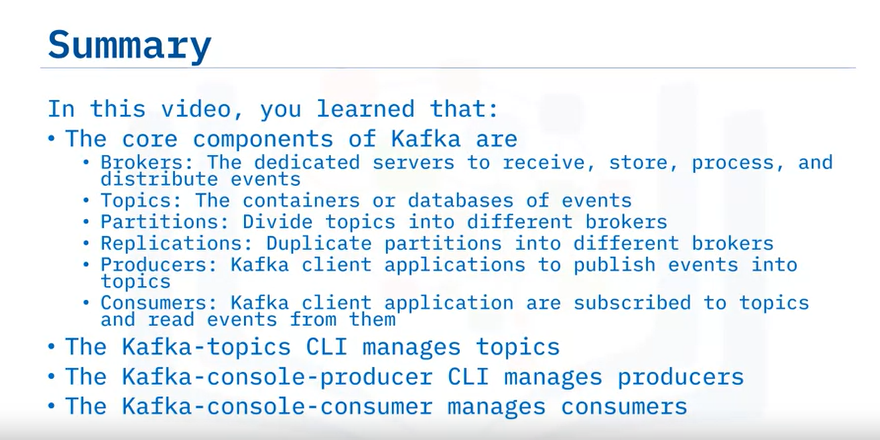 Summary
In this video, you learned that:
• The core components of Kafka are
• Brokers: The dedicated servers to receive, store, process, and
distribute events
• Topics: The containers or databases of events
• Partitions: Divide topics into different brokers
• Replications: Duplicate partitions into different brokers
• Producers: Kafka client applications to publish events into
topics
• Consumers: Kafka client application are subscribed to topics
and read events from them
• The Kafka-topics CLI manages topics
• The Kafka-console-producer CLI manages producers
• The Kafka-console-consumer manages consumers